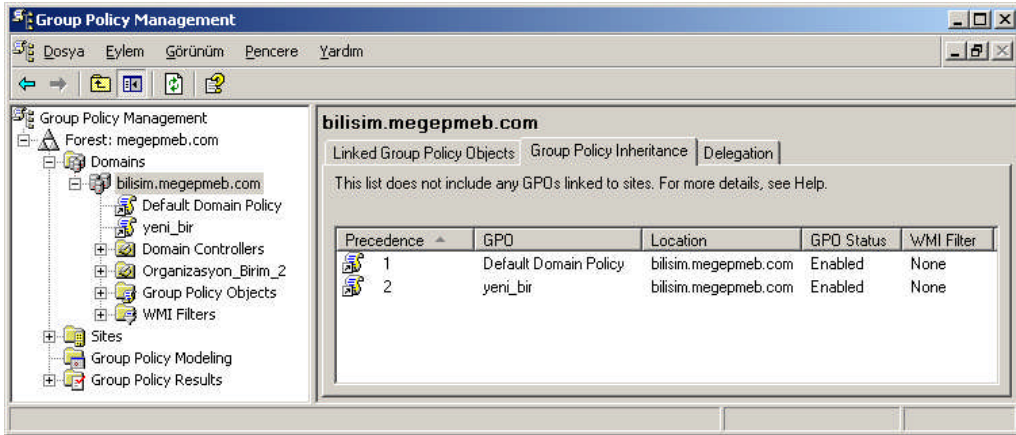 Group Policy Management
Dosya Eylem Görünüm Pencere Yardım
Group Policy Management
Forest: megepmeb.com
Domains
bilisim.megepmeb.com
Default Domain Policy
yeni_bir
Domain Controllers
Organizasyon_Birim_2
Group Policy Objects
WMI Filters
Sites
Group Policy Modeling
Group Policy Results
bilisim.megepmeb.com
Linked Group Policy Objects Group Policy Inheritance Delegation
This list does not include any GPOs linked to sites. For more details, see Help.
Precedence GPO Location GPO Status WMI Filter
1 Default Domain Policy bilisim.megepmeb.com Enabled None
2 yeni_bir bilisim.megepmeb.com Enabled None